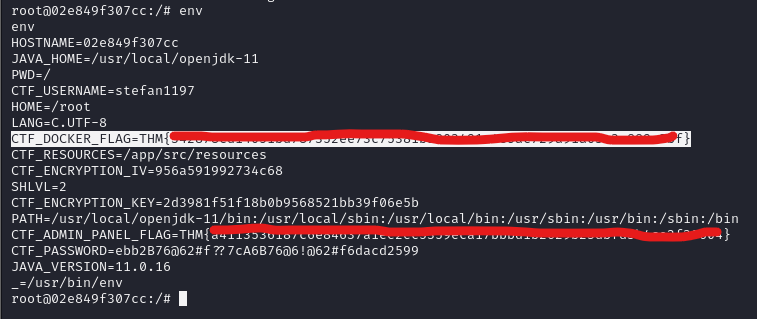 root@02e849f307cc:/# env
env
HOSTNAME=02e849f307cc
JAVA_HOME=/usr/local/openjdk-11
PWD=/
CTF_USERNAME=stefan1197
HOME=/root
LANG=C.UTF-8
CTF_DOCKER_FLAG=THM{
CTF_RESOURCES=/app/src/resources
CTF_ENCRYPTION_IV=956a591992734c68
SHLVL=2
CTF_ENCRYPTION_KEY=2d3981f51f18b0b9568521bb39f06e5b
PATH=/usr/local/openjdk-11/bin:/usr/local/sbin:/usr/local/bin:/usr/sbin:/usr/bin:/sbin:/bin
CTF_ADMIN_PANEL_FLAG=THM{
CTF_PASSWORD=ebb2B76@62#f??7cA6B76@6!@62#f6dacd2599
JAVA_VERSION=11.0.16
_=/usr/bin/env
root@02e849f307cc:/#